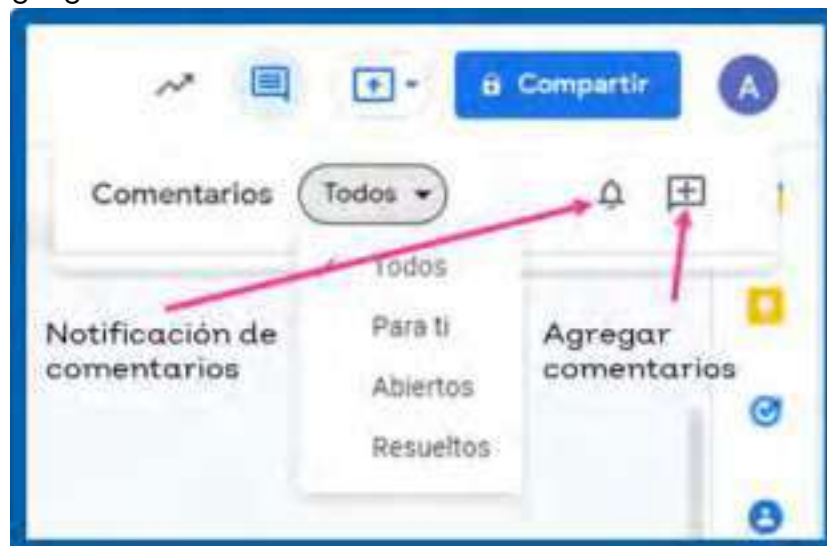 Compartir
A
Comentarios
Todos
Todos
Para ti
Abiertos
Resueltos
Notificación de
comentarios
Agregar
comentarios